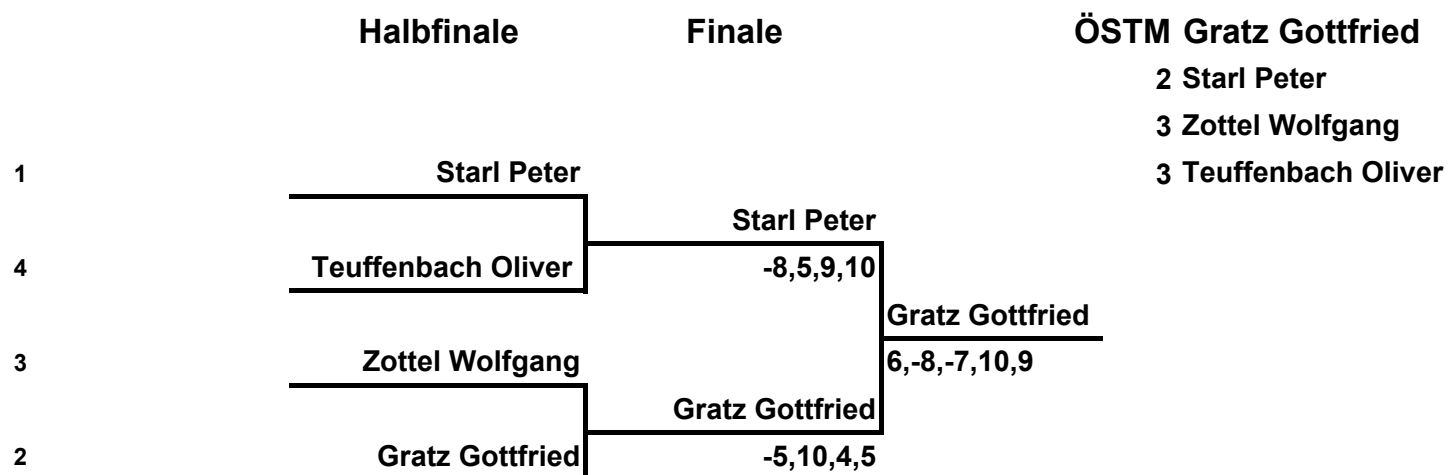 Halbfinale Finale ÖSTM Gratz Gottfried
2 Starl Peter
3 Zottel Wolfgang
1 Starl Peter 3 Teuffenbach Oliver
Starl Peter
4 Teuffenbach Oliver -8,5,9,10
Gratz Gottfried
3 Zottel Wolfgang 6,-8,-7,10,9
Gratz Gottfried
2 Gratz Gottfried -5,10,4,5